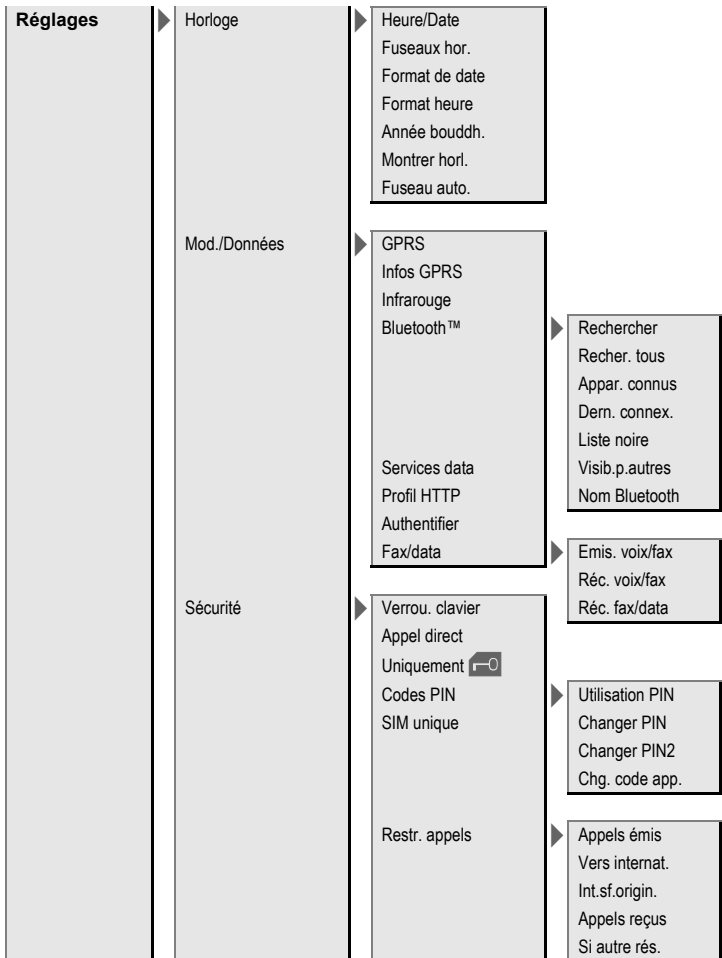 Réglages
Horloge
Heure/Date
Fuseaux hor.
Format de date
Format heure
Année bouddh.
Montrer horl.
Fuseau auto.
Mod./Données
GPRS
Infos GPRS
Infrarouge
Bluetooth™
Rechercher
Recher. tous
Appar. connus
Dern. connex.
Liste noire
Visib.p.autres
Nom Bluetooth
Services data
Profil HTTP
Authentifier
Fax/data
Emis. voix/fax
Réc. voix/fax
Réc. fax/data
Sécurité
Verrou. clavier
Appel direct
Uniquement
Codes PIN
Utilisation PIN
Changer PIN
Changer PIN2
Chg. code app.
SIM unique
Restr. appels
Appels émis
Vers internat.
Int.sf.origin.
Appels reçus
Si autre rés.